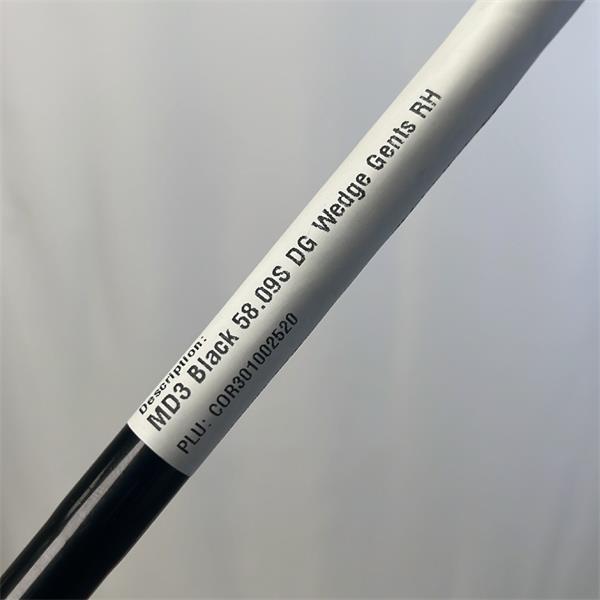 Description:
MD3 Black 58.09S DG Wedge Gents RH
PLU: COR301002520